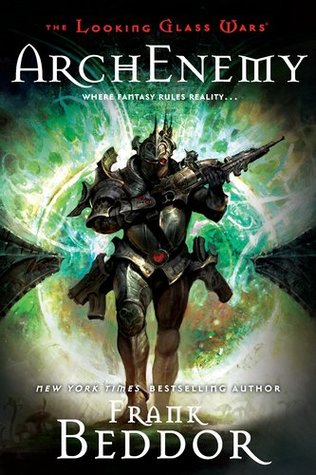 THE LOOKING GLASS WARS®
ARCHENEMY
WHERE FANTASY RULES REALITY...
NEW YORK TIMES BESTSELLING AUTHOR
FRANK
BEDDOR